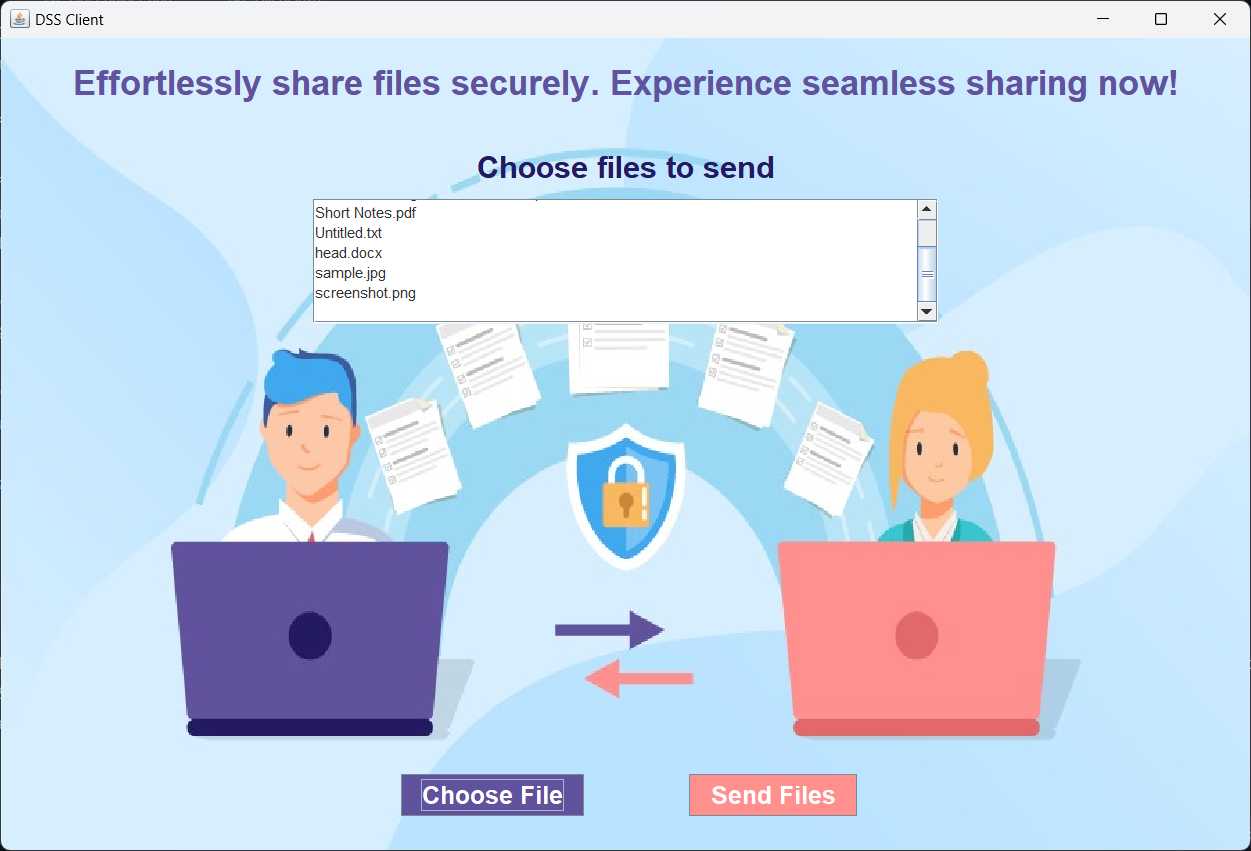 DSS Client
Effortlessly share files securely. Experience seamless sharing now!
Choose files to send
Short Notes.pdf
Untitled.txt
head.docx
sample.jpg
screenshot.png
Choose File
Send Files